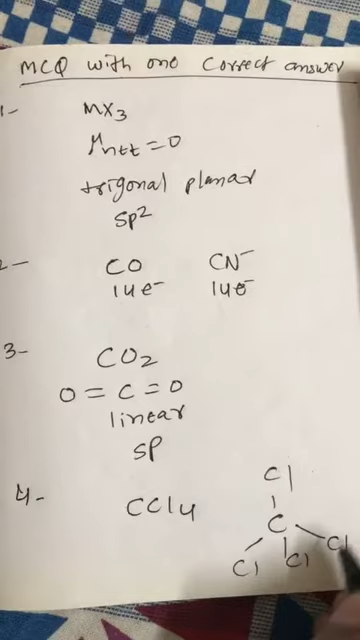 MCQ with one Correct answer
1- MX3
μnet = 0
trigonal planar
SP2
2- CO CN-
14e- 14e-
3- CO2
O = C = O
linear
SP
4- CCl4
Cl
C
Cl Cl Cl